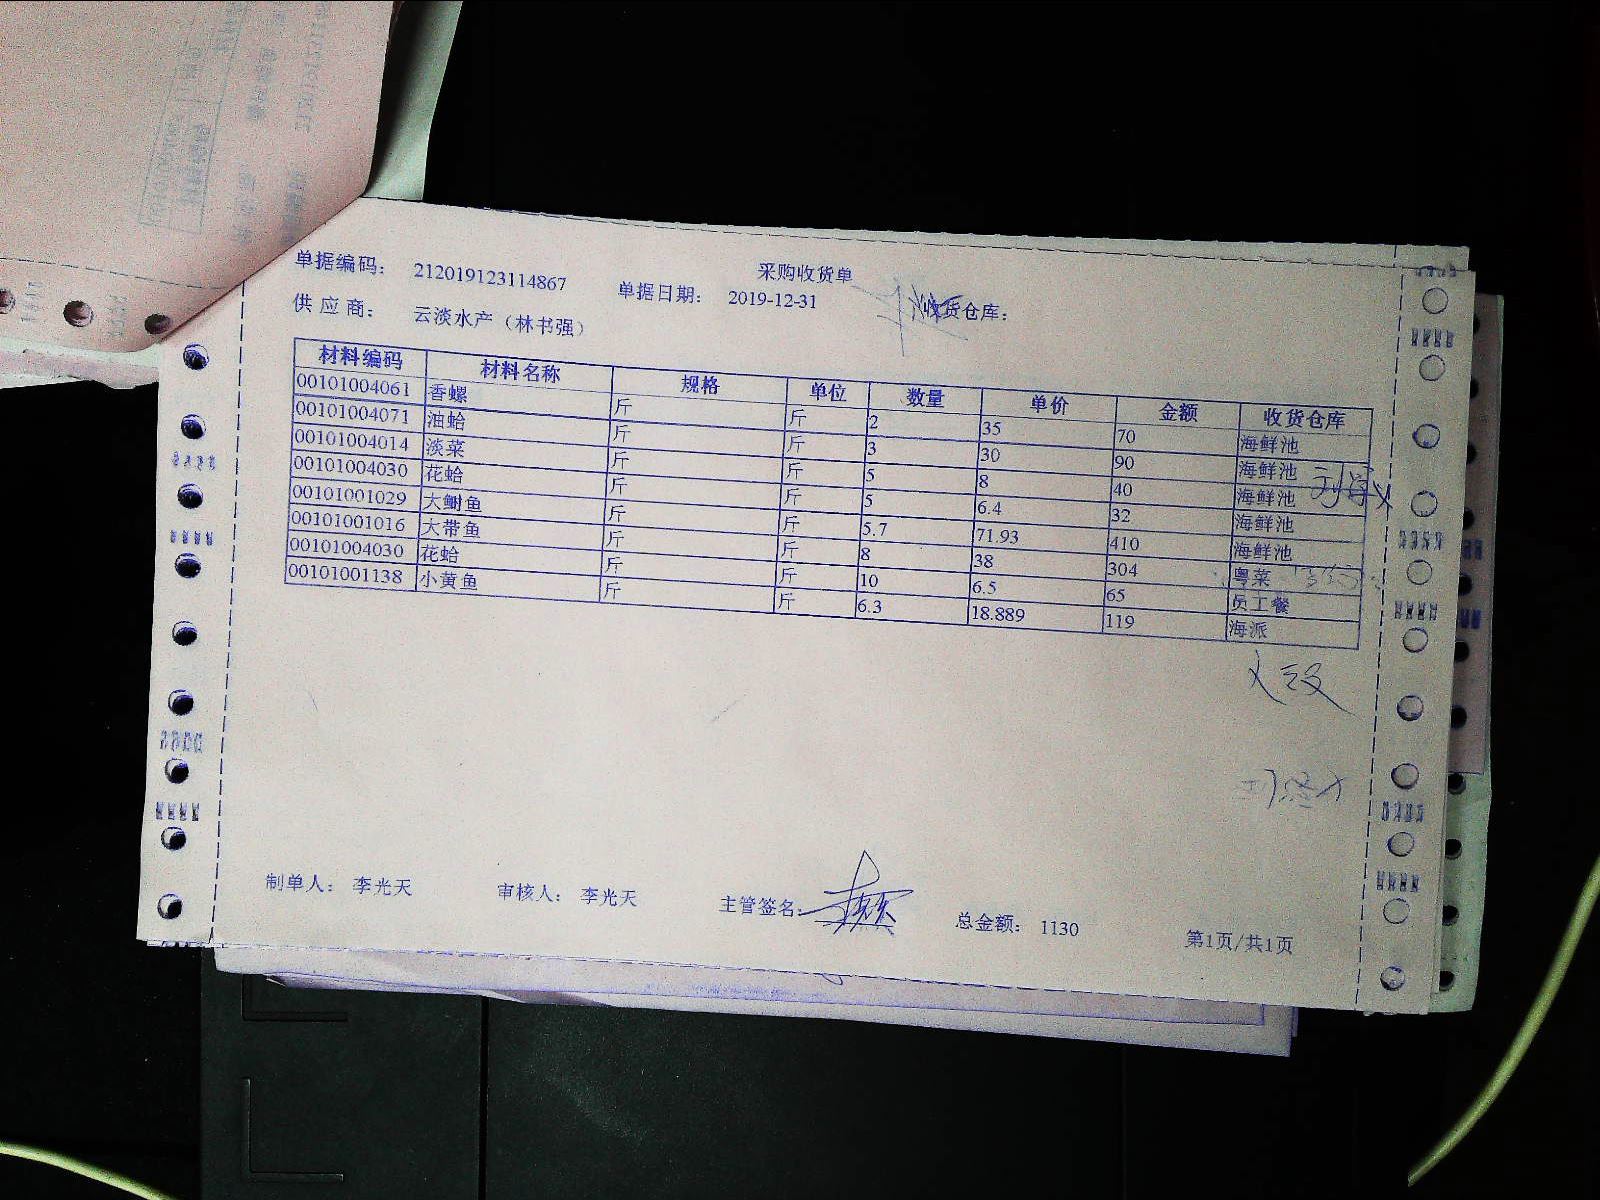 采购收货单
单据编码： 212019123114867 单据日期： 2019-12-31 收货仓库：
供 应 商： 云淡水产（林书强）
材料编码 材料名称 规格 单位 数量 单价 金额 收货仓库
00101004061 香螺 斤 斤 2 35 70 海鲜池
00101004071 油蛤 斤 斤 3 30 90 海鲜池
00101004014 淡菜 斤 斤 5 8 40 海鲜池
00101004030 花蛤 斤 斤 5 6.4 32 海鲜池
00101001029 大鲥鱼 斤 斤 5.7 71.93 410 海鲜池
00101001016 大带鱼 斤 斤 8 38 304 粤菜
00101004030 花蛤 斤 斤 10 6.5 65 员工餐
00101001138 小黄鱼 斤 斤 6.3 18.889 119 海派
制单人： 李光天 审核人： 李光天 主管签名： 总金额： 1130 第1页/共1页